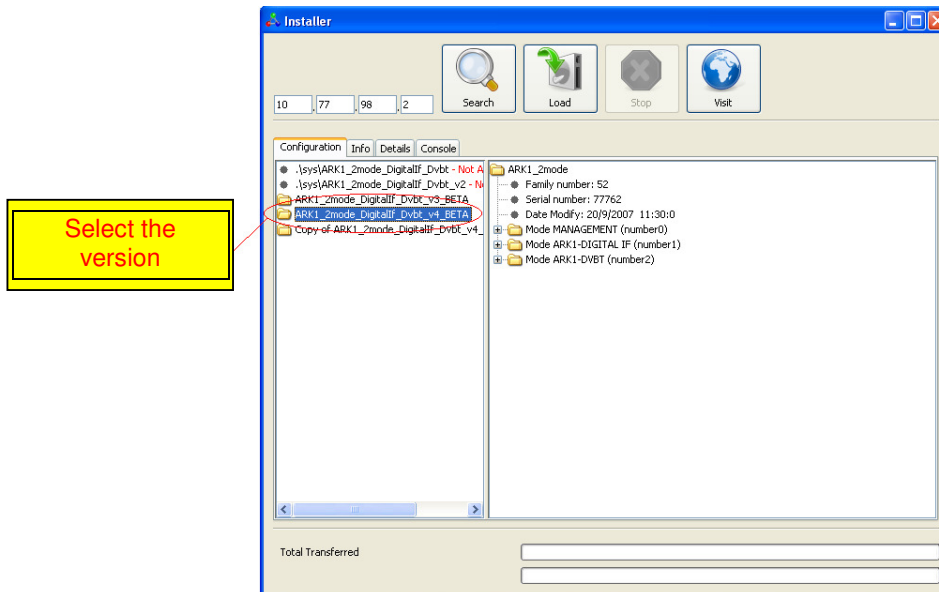 Installer
10 . 77 . 98 . 2
Search
Load
Stop
Visit
Configuration
Info
Details
Console
.\sys\ARK1_2mode_DigitalIf_Dvbt - Not A
.\sys\ARK1_2mode_DigitalIf_Dvbt_v2 - N
ARK1_2mode_DigitalIf_Dvbt_v3_BETA
ARK1_2mode_DigitalIf_Dvbt_v4_BETA
Copy of ARK1_2mode_DigitalIf_Dvbt_v4_
ARK1_2mode
Family number: 52
Serial number: 77762
Date Modify: 20/9/2007 11:30:0
Mode MANAGEMENT (number0)
Mode ARK1-DIGITAL IF (number1)
Mode ARK1-DVBT (number2)
Select the
version
Total Transferred